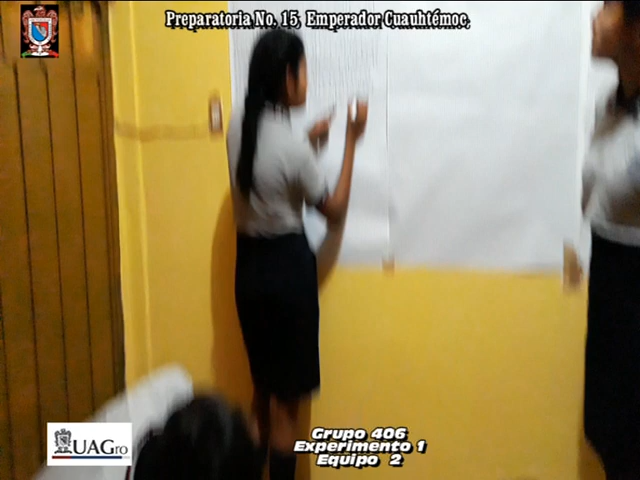 Preparatoria No. 15, Emperador Cuauhtémoc.
UAGro
Grupo 406
Experimento 1
Equipo 2